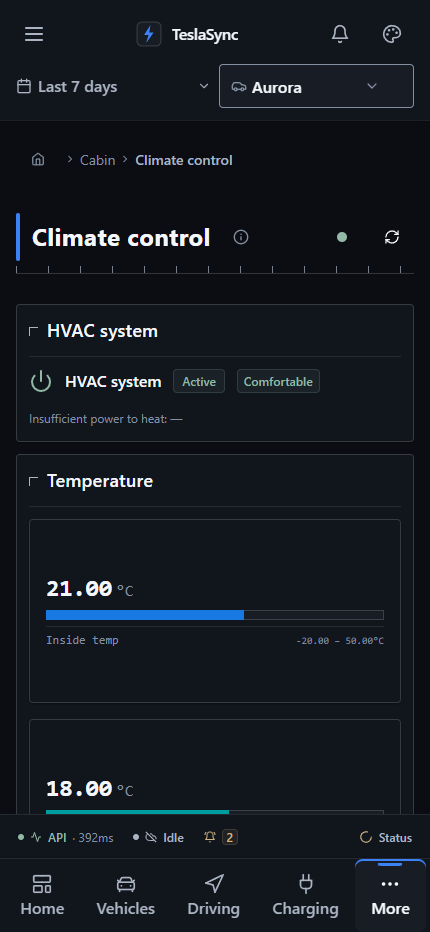 TeslaSync
Last 7 days
Aurora
Cabin
Climate control
Climate control
HVAC system
HVAC system
Active
Comfortable
Insufficient power to heat: —
Temperature
21.00 °C
Inside temp
-20.00 – 50.00°C
18.00 °C
API · 392ms
Idle
2
Status
Home
Vehicles
Driving
Charging
More